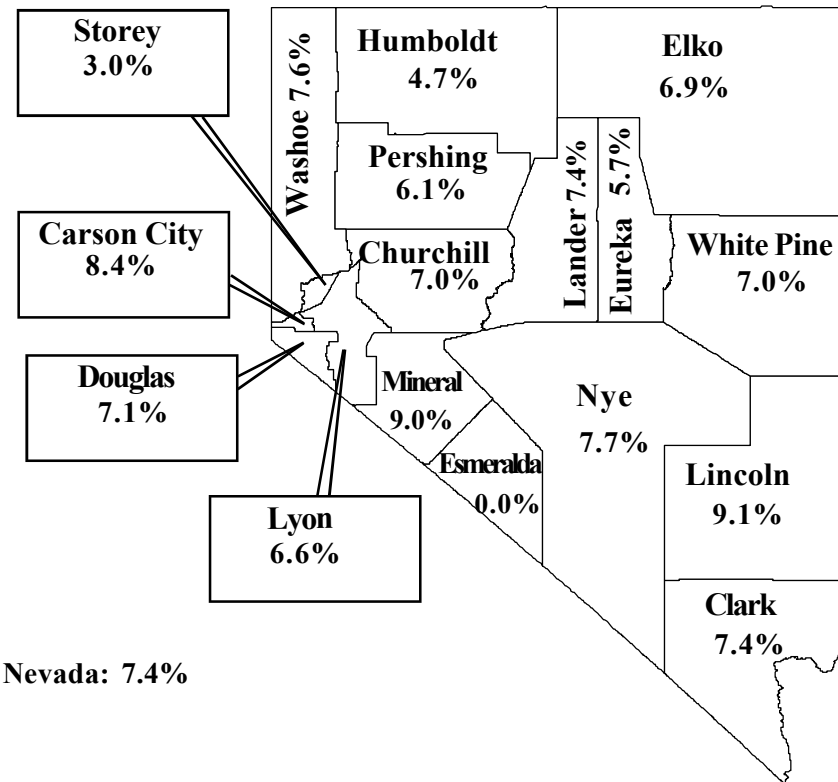 Storey
3.0%
Humboldt
4.7%
Elko
6.9%
Washoe 7.6%
Pershing
6.1%
Lander 7.4%
Eureka 5.7%
Carson City
8.4%
Churchill
7.0%
White Pine
7.0%
Douglas
7.1%
Mineral
9.0%
Nye
7.7%
Esmeralda
0.0%
Lincoln
9.1%
Lyon
6.6%
Clark
7.4%
Nevada: 7.4%